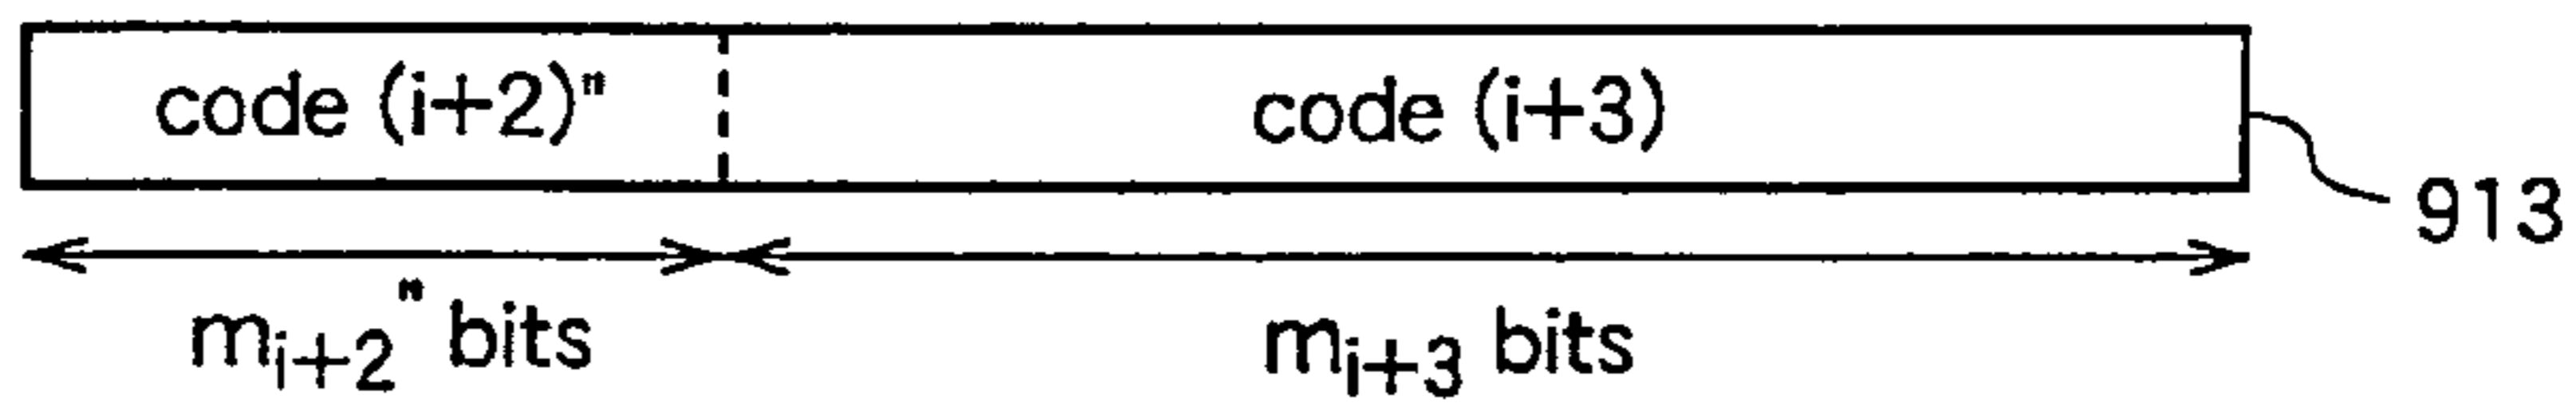 code (i+2)" code (i+3)
913
mi+2" bits mi+3 bits